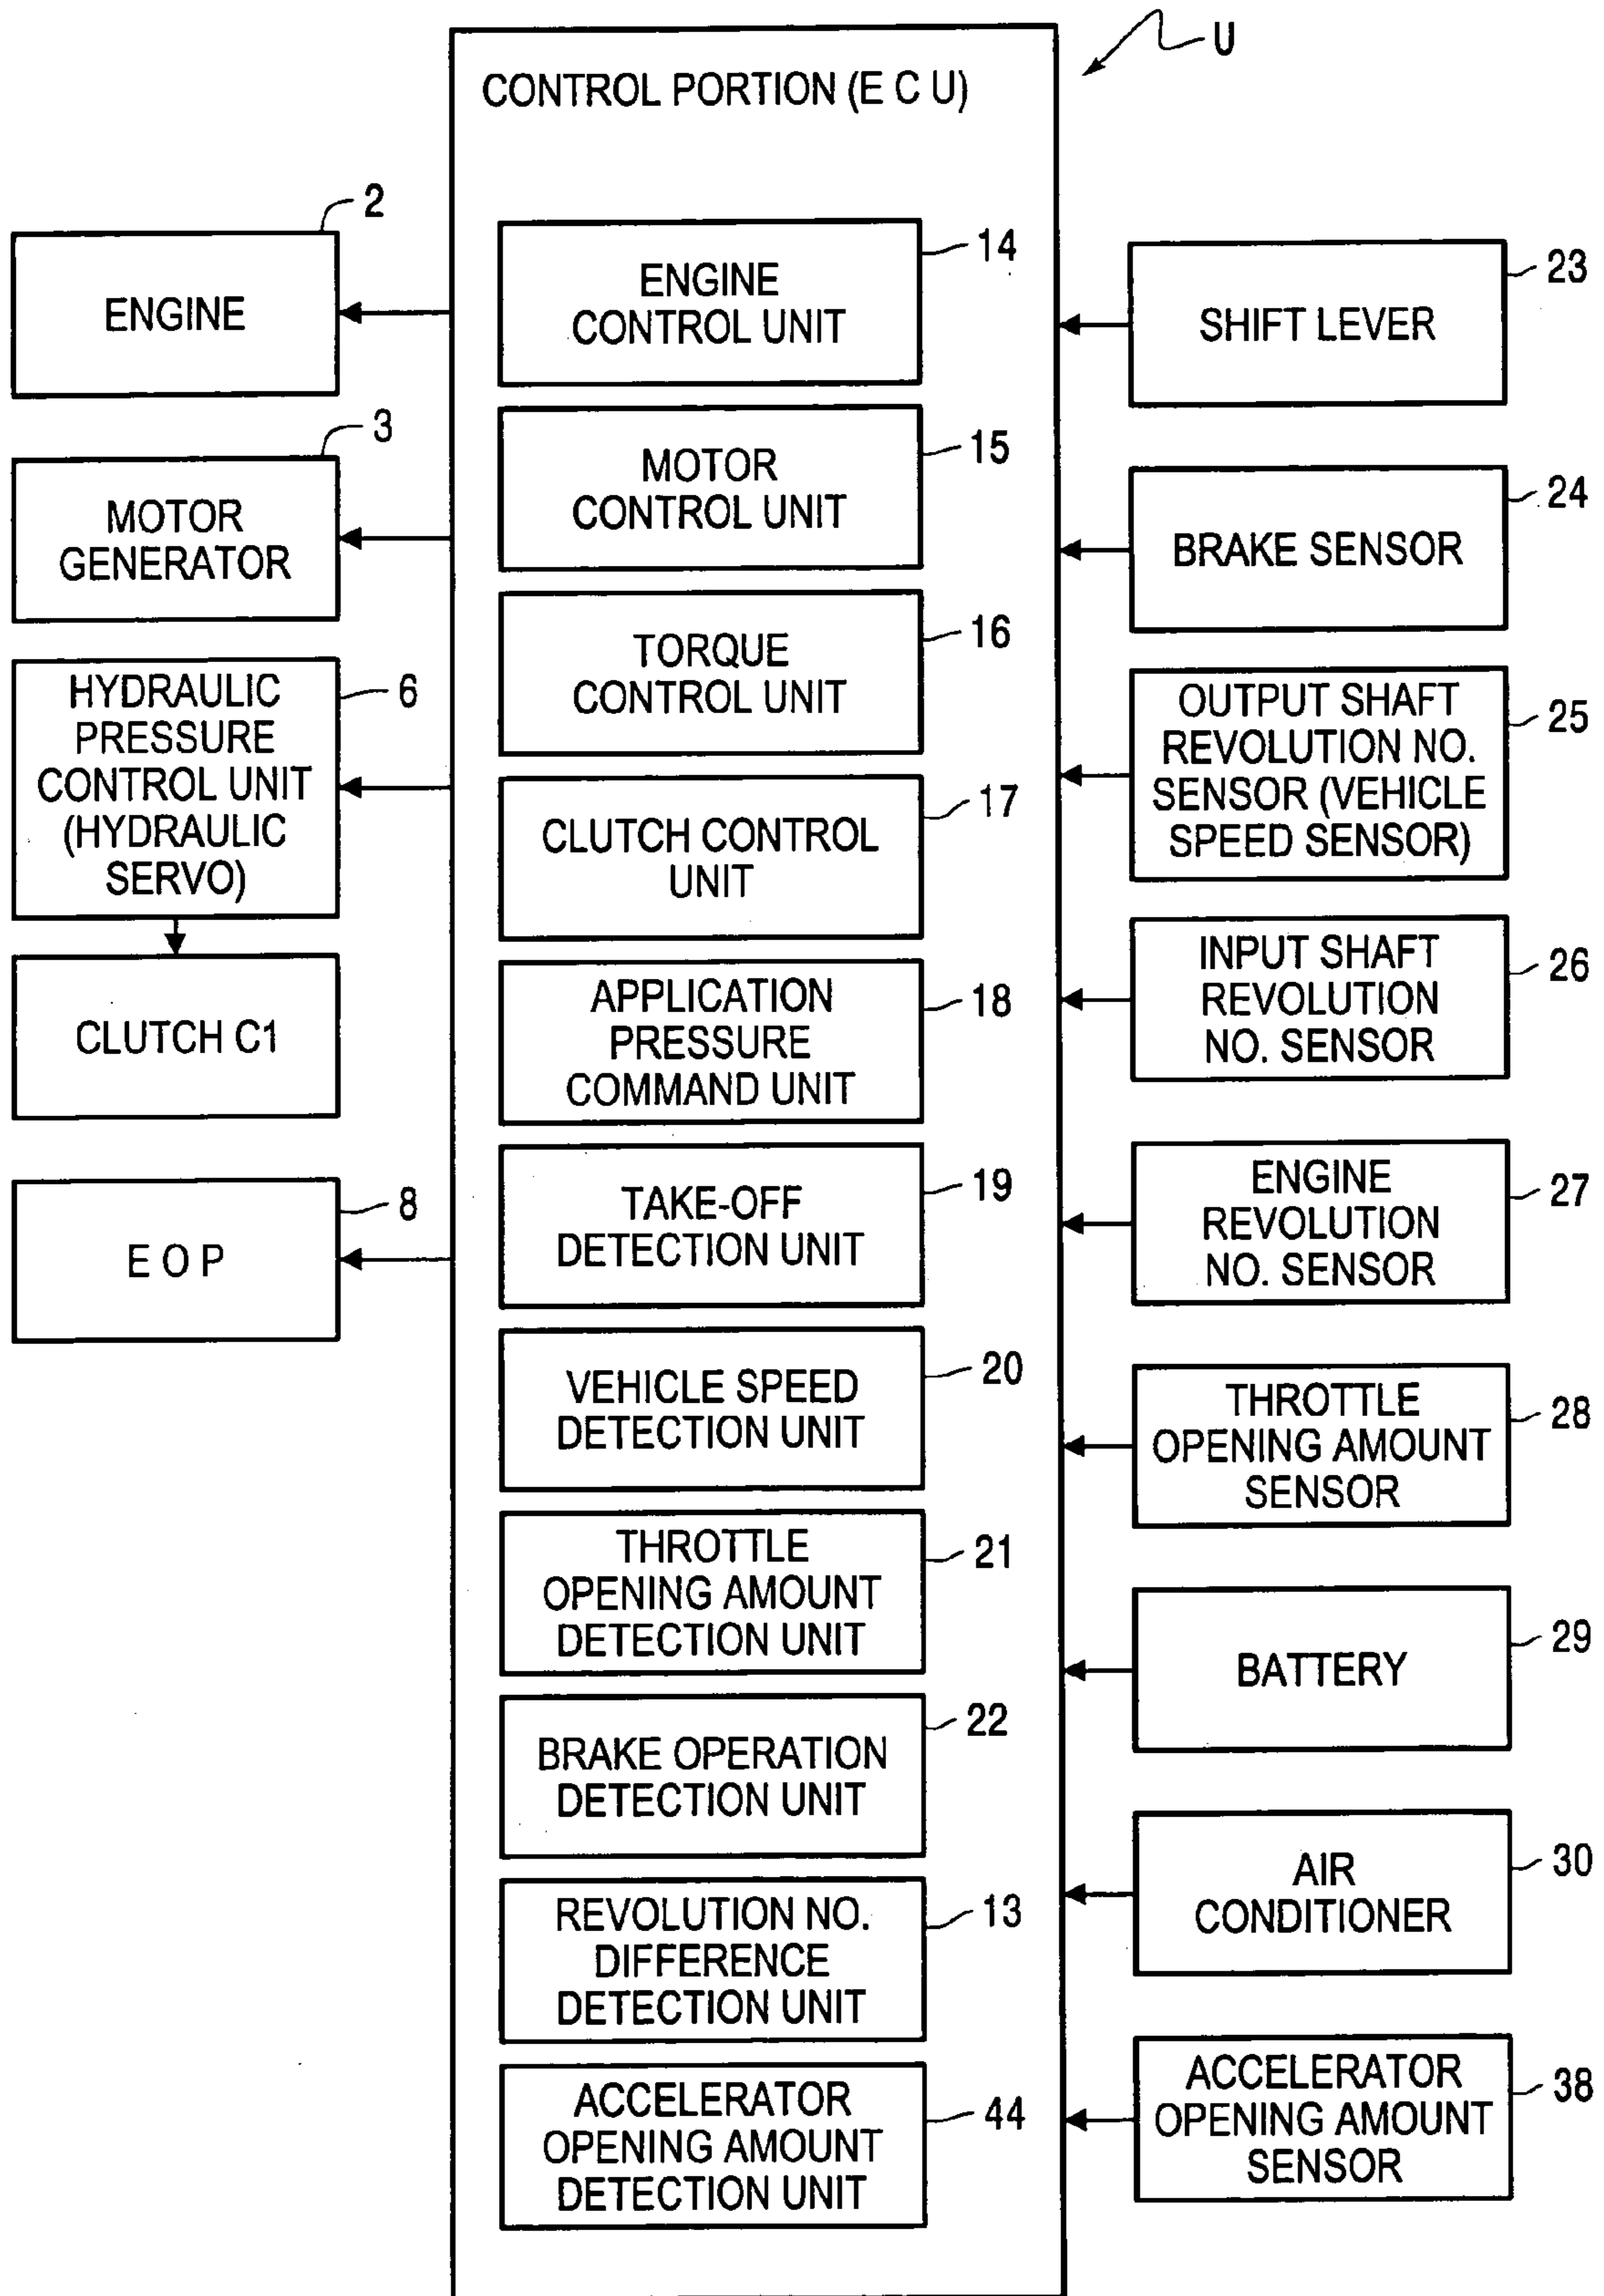 U
CONTROL PORTION (E C U)
2
ENGINE
3
MOTOR
GENERATOR
6
HYDRAULIC
PRESSURE
CONTROL UNIT
(HYDRAULIC
SERVO)
CLUTCH C1
8
E O P
14
ENGINE
CONTROL UNIT
15
MOTOR
CONTROL UNIT
16
TORQUE
CONTROL UNIT
17
CLUTCH CONTROL
UNIT
18
APPLICATION
PRESSURE
COMMAND UNIT
19
TAKE-OFF
DETECTION UNIT
20
VEHICLE SPEED
DETECTION UNIT
21
THROTTLE
OPENING AMOUNT
DETECTION UNIT
22
BRAKE OPERATION
DETECTION UNIT
13
REVOLUTION NO.
DIFFERENCE
DETECTION UNIT
44
ACCELERATOR
OPENING AMOUNT
DETECTION UNIT
23
SHIFT LEVER
24
BRAKE SENSOR
25
OUTPUT SHAFT
REVOLUTION NO.
SENSOR (VEHICLE
SPEED SENSOR)
26
INPUT SHAFT
REVOLUTION
NO. SENSOR
27
ENGINE
REVOLUTION
NO. SENSOR
28
THROTTLE
OPENING AMOUNT
SENSOR
29
BATTERY
30
AIR
CONDITIONER
38
ACCELERATOR
OPENING AMOUNT
SENSOR